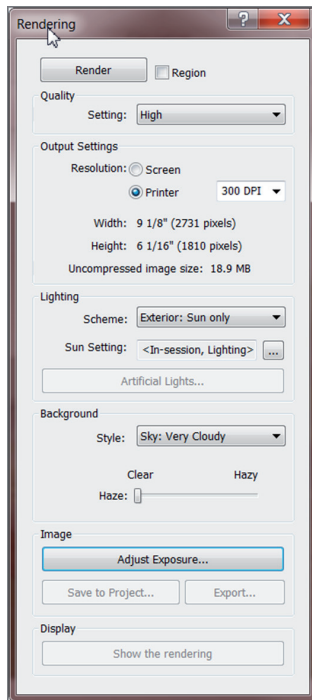 Rendering
Render Region
Quality
Setting: High
Output Settings
Resolution: Screen
Printer 300 DPI
Width: 9 1/8" (2731 pixels)
Height: 6 1/16" (1810 pixels)
Uncompressed image size: 18.9 MB
Lighting
Scheme: Exterior: Sun only
Sun Setting: <In-session, Lighting> ...
Artificial Lights...
Background
Style: Sky: Very Cloudy
Clear Hazy
Haze:
Image
Adjust Exposure...
Save to Project... Export...
Display
Show the rendering